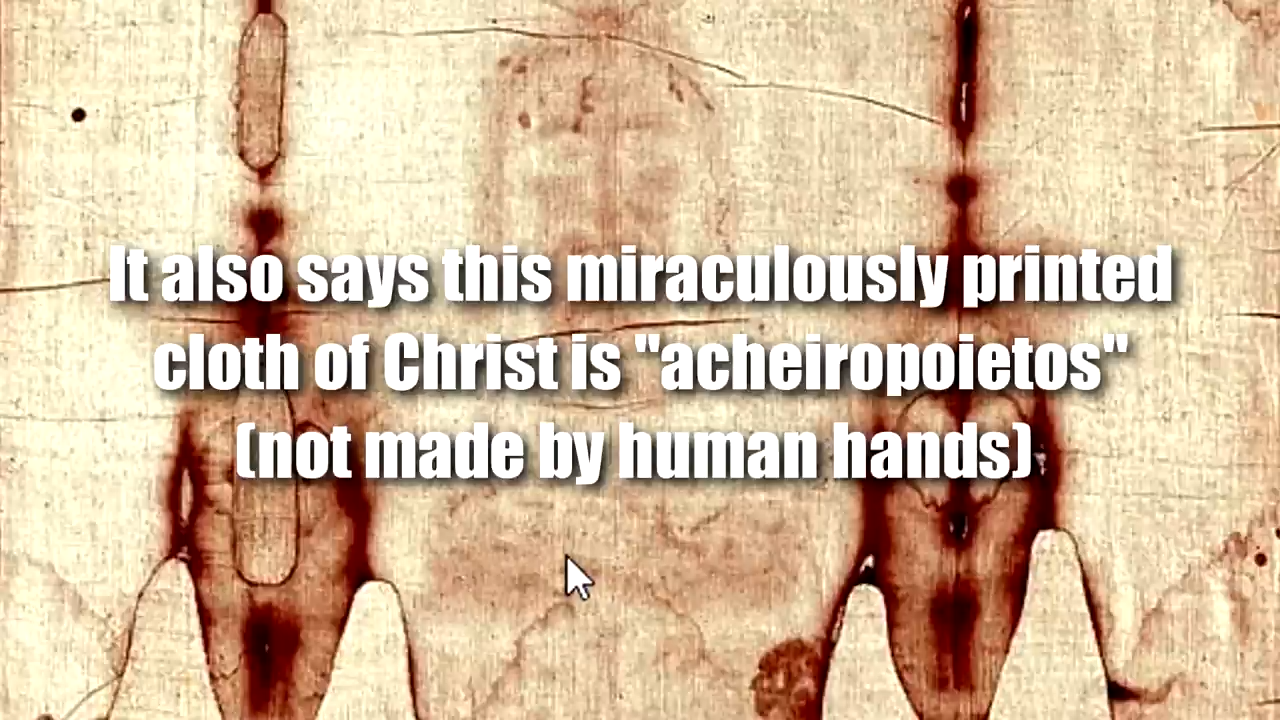 It also says this miraculously printed
cloth of Christ is "acheiropoietos"
(not made by human hands)